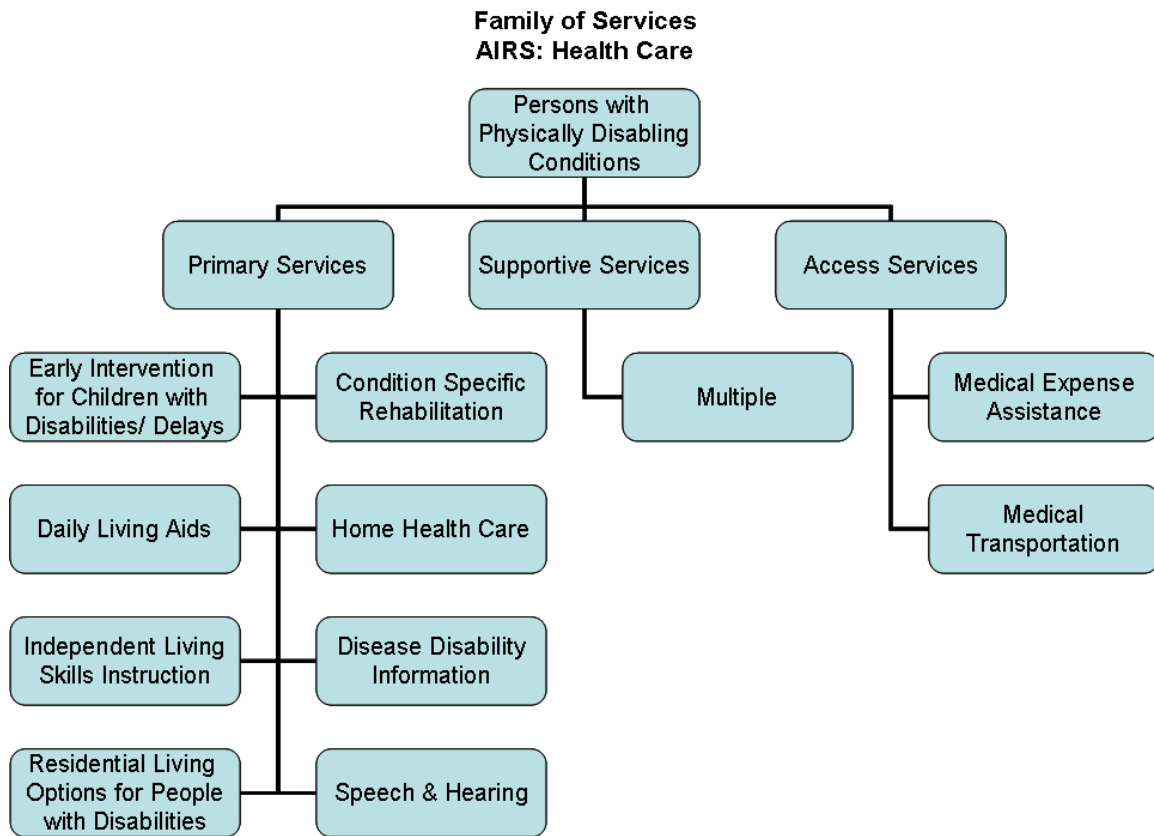 Family of Services
AIRS: Health Care
Persons with
Physically Disabling
Conditions
Primary Services
Supportive Services
Access Services
Early Intervention
for Children with
Disabilities/ Delays
Condition Specific
Rehabilitation
Multiple
Medical Expense
Assistance
Daily Living Aids
Home Health Care
Medical
Transportation
Independent Living
Skills Instruction
Disease Disability
Information
Residential Living
Options for People
with Disabilities
Speech & Hearing